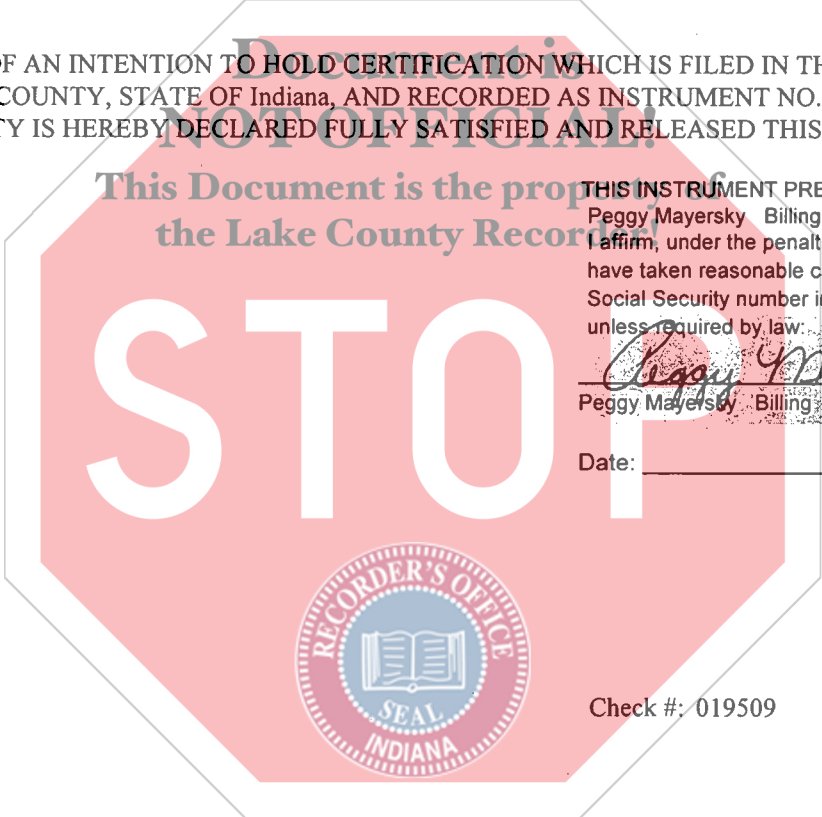 Document is
F AN INTENTION TO HOLD CERTIFICATION WHICH IS FILED IN TH
COUNTY, STATE OF Indiana, AND RECORDED AS INSTRUMENT NO.
NOT OFFICIAL!
TY IS HEREBY DECLARED FULLY SATISFIED AND RELEASED THIS
This Document is the property of
the Lake County Recorder!
THIS INSTRUMENT PRE
Peggy Mayersky Billing
I affirm, under the penalt
have taken reasonable c
Social Security number i
unless required by law:
Peggy M
Peggy Mayersky Billing
Date:
STOP
RECORDER'S OFFICE
SEAL
INDIANA
Check #: 019509